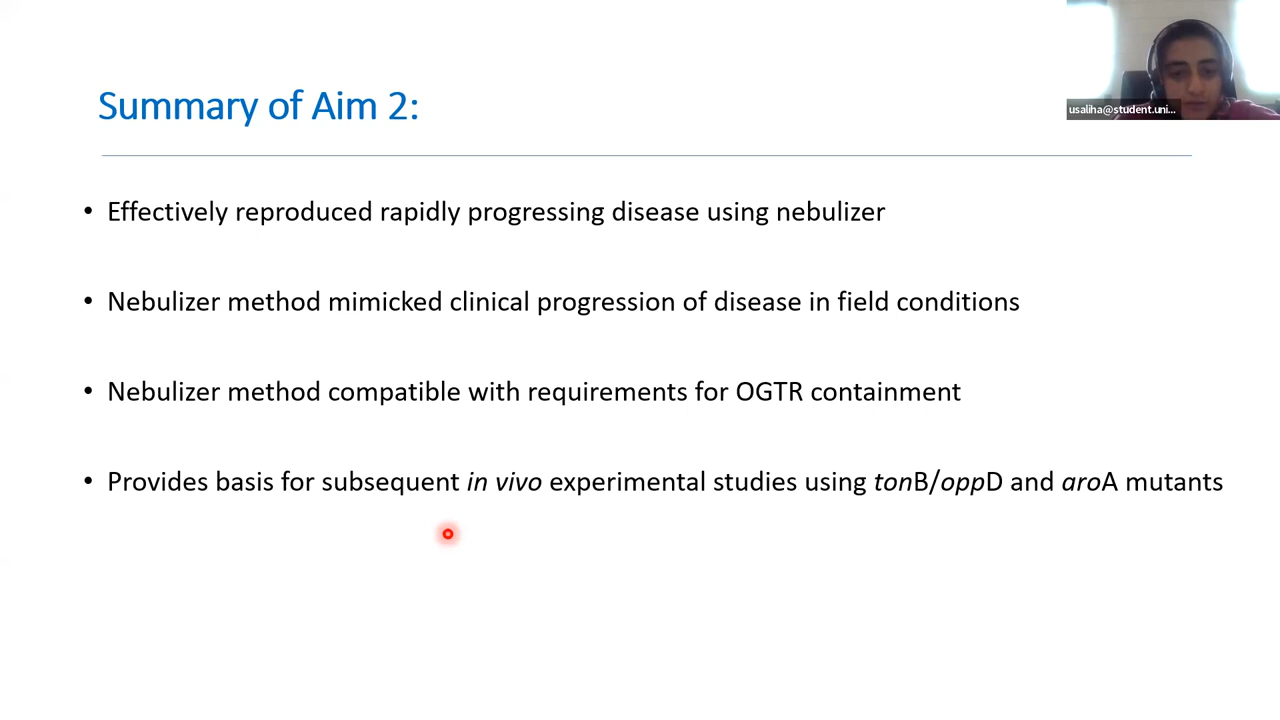 Summary of Aim 2:
usaliha@student.uni...
• Effectively reproduced rapidly progressing disease using nebulizer
• Nebulizer method mimicked clinical progression of disease in field conditions
• Nebulizer method compatible with requirements for OGTR containment
• Provides basis for subsequent in vivo experimental studies using tonB/oppD and aroA mutants